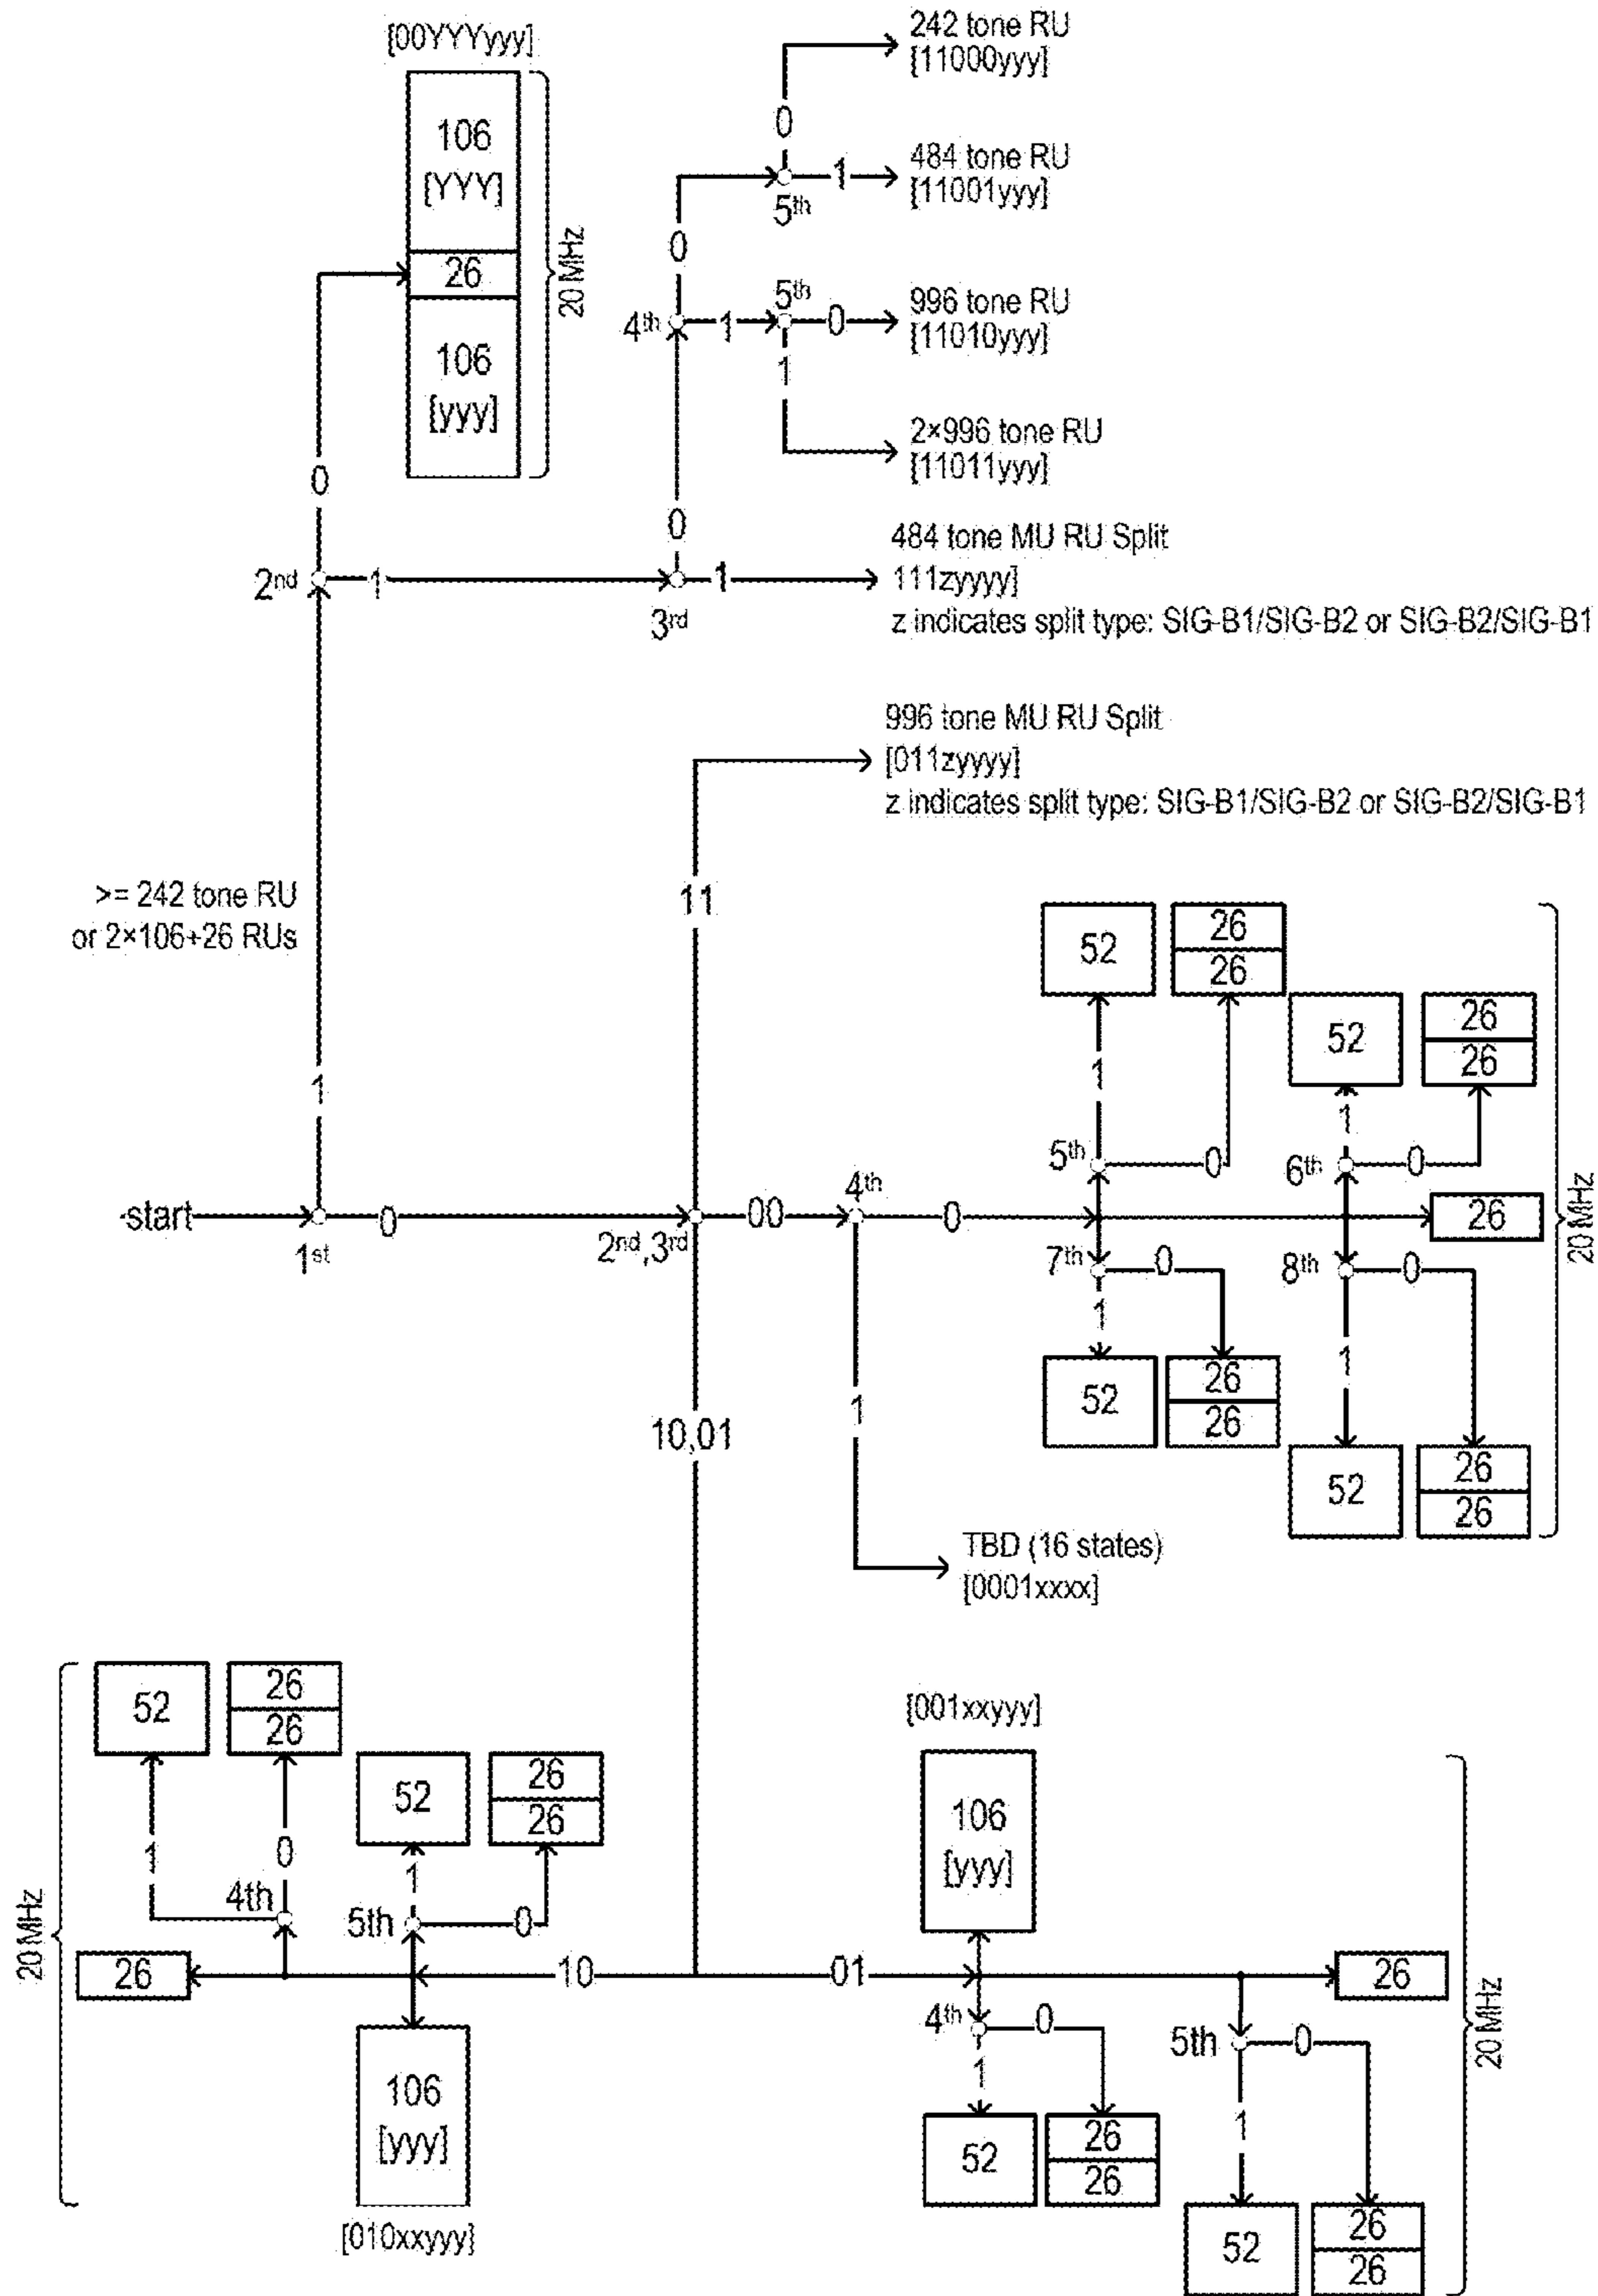 [00YYYyyy]
106
[YYY]
26
106
[yyy]
20 MHz
242 tone RU
[11000yyy]
0
484 tone RU
[11001yyy]
1
5th
0
5th
996 tone RU
[11010yyy]
4th
1
0
1
2×996 tone RU
[11011yyy]
0
0
484 tone MU RU Split
111zyyyy]
z indicates split type: SIG-B1/SIG-B2 or SIG-B2/SIG-B1
2nd
1
3rd
1
996 tone MU RU Split
[011zyyyy]
z indicates split type: SIG-B1/SIG-B2 or SIG-B2/SIG-B1
>= 242 tone RU
or 2×106+26 RUs
11
1
52
26
26
52
26
26
1
1
5th
0
6th
0
start
1st
0
2nd,3rd
00
4th
0
26
20 MHz
7th
0
8th
0
1
1
52
26
26
52
26
26
10,01
1
TBD (16 states)
[0001xxxx]
52
26
26
52
26
26
1
0
1
4th
5th
0
20 MHz
26
10
106
[yyy]
[010xxyyy]
[001xxyyy]
106
[yyy]
01
26
4th
0
5th
0
1
1
52
26
26
52
26
26
20 MHz